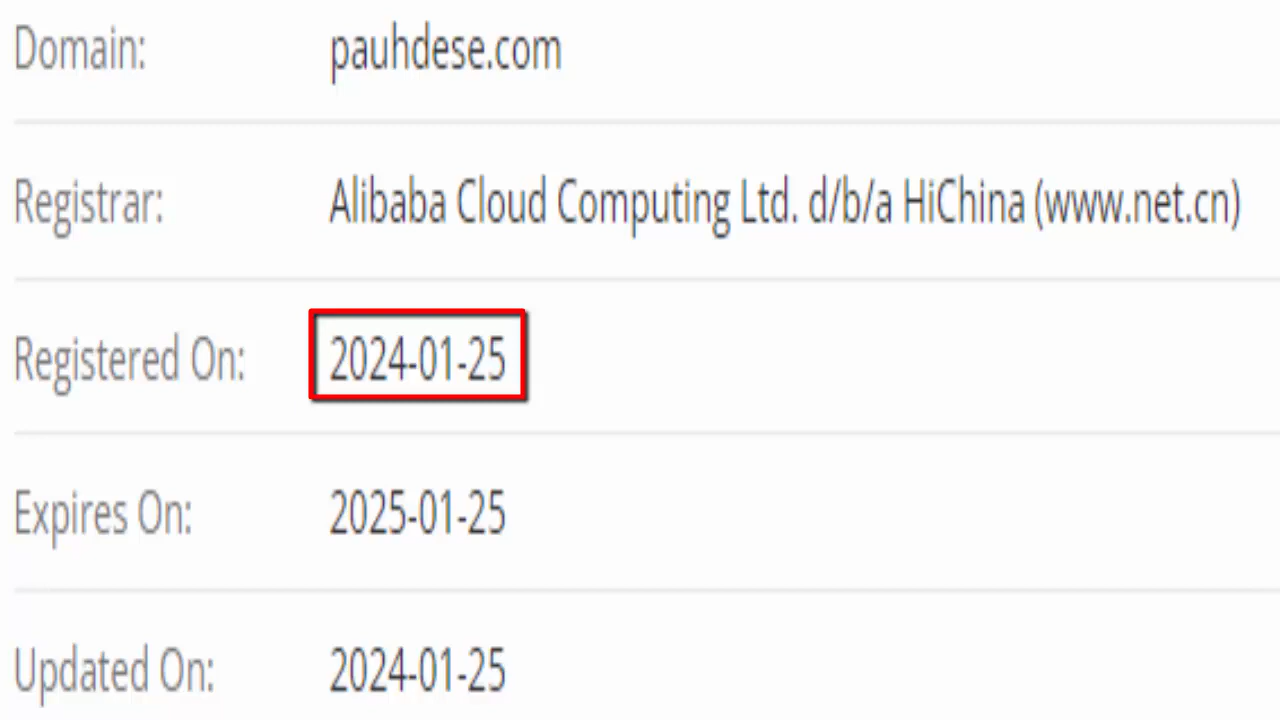 Domain: pauhdese.com
Registrar: Alibaba Cloud Computing Ltd. d/b/a HiChina (www.net.cn)
Registered On: 2024-01-25
Expires On: 2025-01-25
Updated On: 2024-01-25